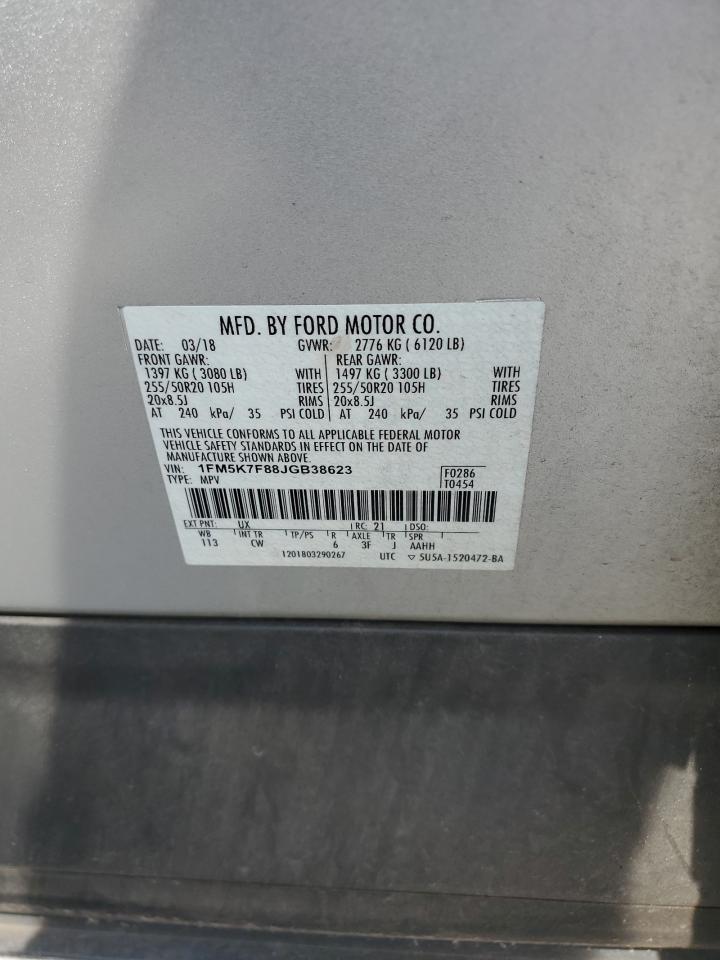 MFD. BY FORD MOTOR CO.
DATE: 03/18 GVWR: 2776 KG ( 6120 LB)
FRONT GAWR: REAR GAWR:
1397 KG ( 3080 LB) WITH 1497 KG ( 3300 LB) WITH
255/50R20 105H TIRES 255/50R20 105H TIRES
20x8.5J RIMS 20x8.5J RIMS
AT 240 kPa/ 35 PSI COLD AT 240 kPa/ 35 PSI COLD
THIS VEHICLE CONFORMS TO ALL APPLICABLE FEDERAL MOTOR
VEHICLE SAFETY STANDARDS IN EFFECT ON THE DATE OF
MANUFACTURE SHOWN ABOVE.
VIN: 1FM5K7F88JGB38623 F0286
TYPE: MPV T0454
EXT PNT: UX RC: 21 DSO:
WB INT TR TP/PS R AXLE TR SPR
113 CW 6 3F J AAHH
1201803290267 UTC ▽ 5U5A-1520472-BA